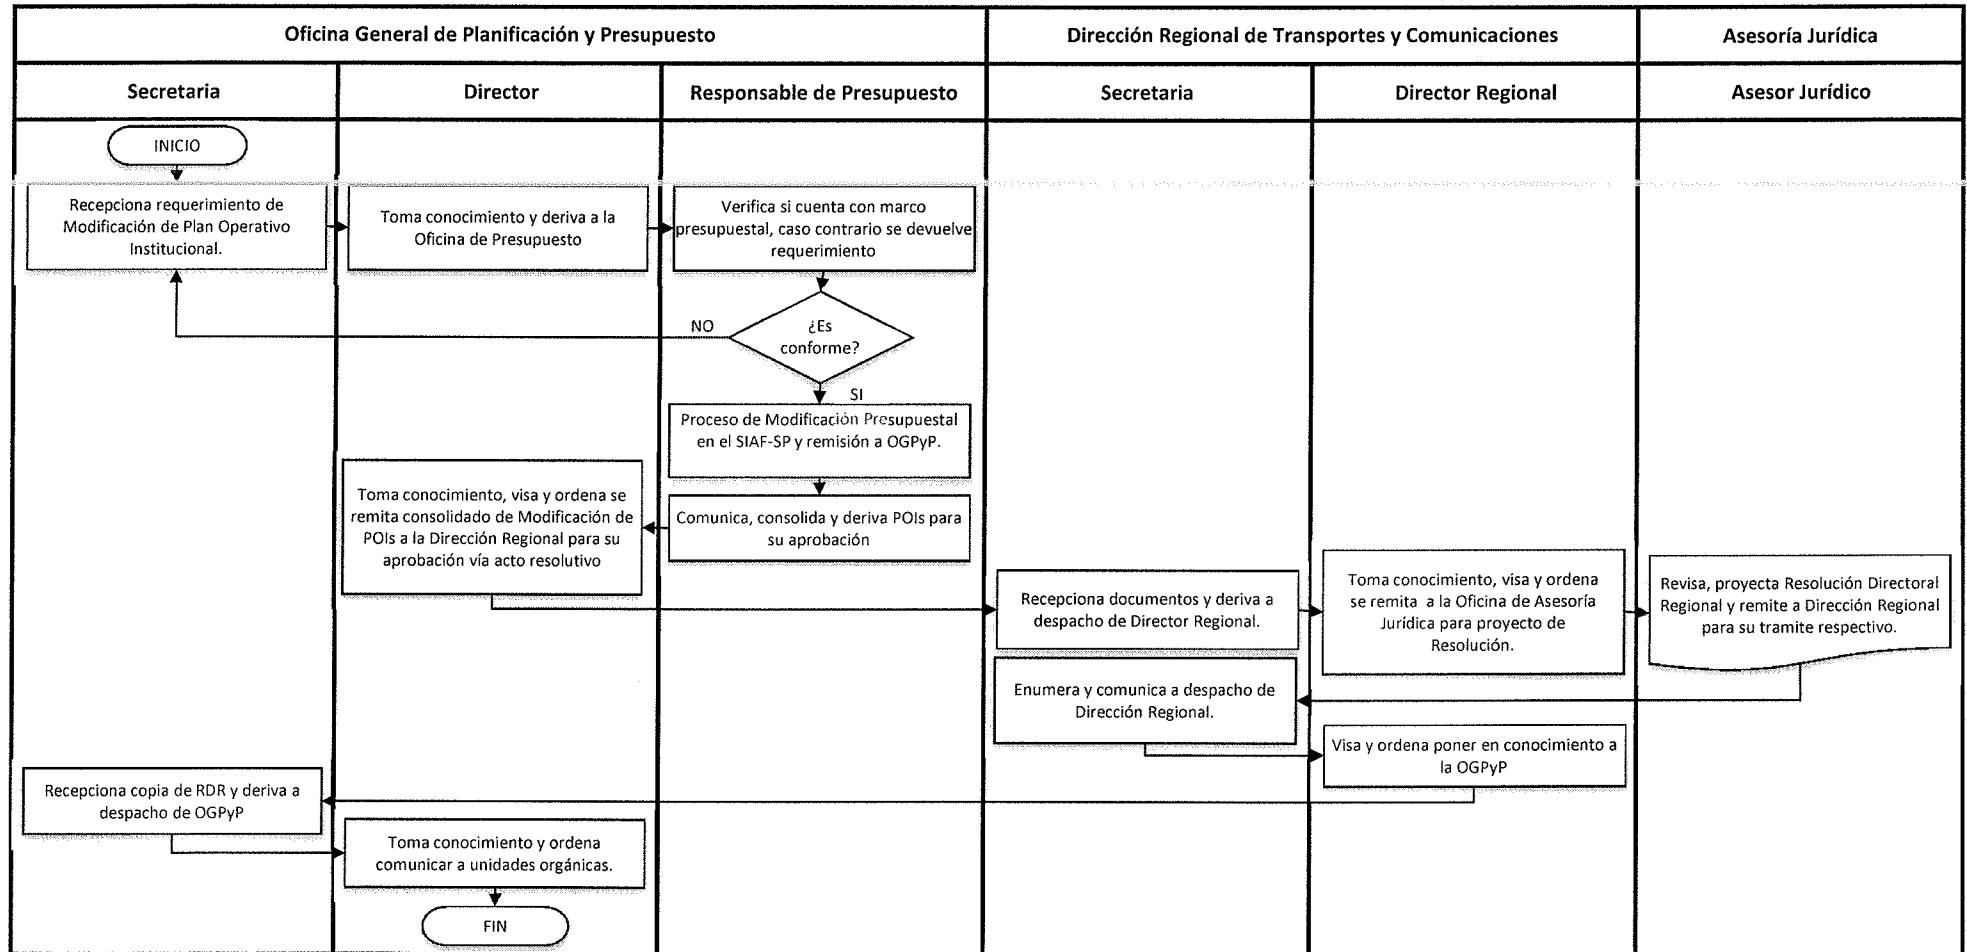 Oficina General de Planificación y Presupuesto
Dirección Regional de Transportes y Comunicaciones
Asesoría Jurídica
Secretaria
Director
Responsable de Presupuesto
Secretaria
Director Regional
Asesor Jurídico
INICIO
Recepciona requerimiento de
Modificación de Plan Operativo
Institucional.
Toma conocimiento y deriva a la
Oficina de Presupuesto
Verifica si cuenta con marco
presupuestal, caso contrario se devuelve
requerimiento
¿Es
conforme?
NO
SI
Proceso de Modificación Presupuestal
en el SIAF-SP y remisión a OGPyP.
Comunica, consolida y deriva POIs para
su aprobación
Toma conocimiento, visa y ordena se
remita consolidado de Modificación de
POIs a la Dirección Regional para su
aprobación vía acto resolutivo
Recepciona documentos y deriva a
despacho de Director Regional.
Toma conocimiento, visa y ordena
se remita a la Oficina de Asesoría
Jurídica para proyecto de
Resolución.
Revisa, proyecta Resolución Directoral
Regional y remite a Dirección Regional
para su tramite respectivo.
Enumera y comunica a despacho de
Dirección Regional.
Visa y ordena poner en conocimiento a
la OGPyP
Recepciona copia de RDR y deriva a
despacho de OGPyP
Toma conocimiento y ordena
comunicar a unidades orgánicas.
FIN